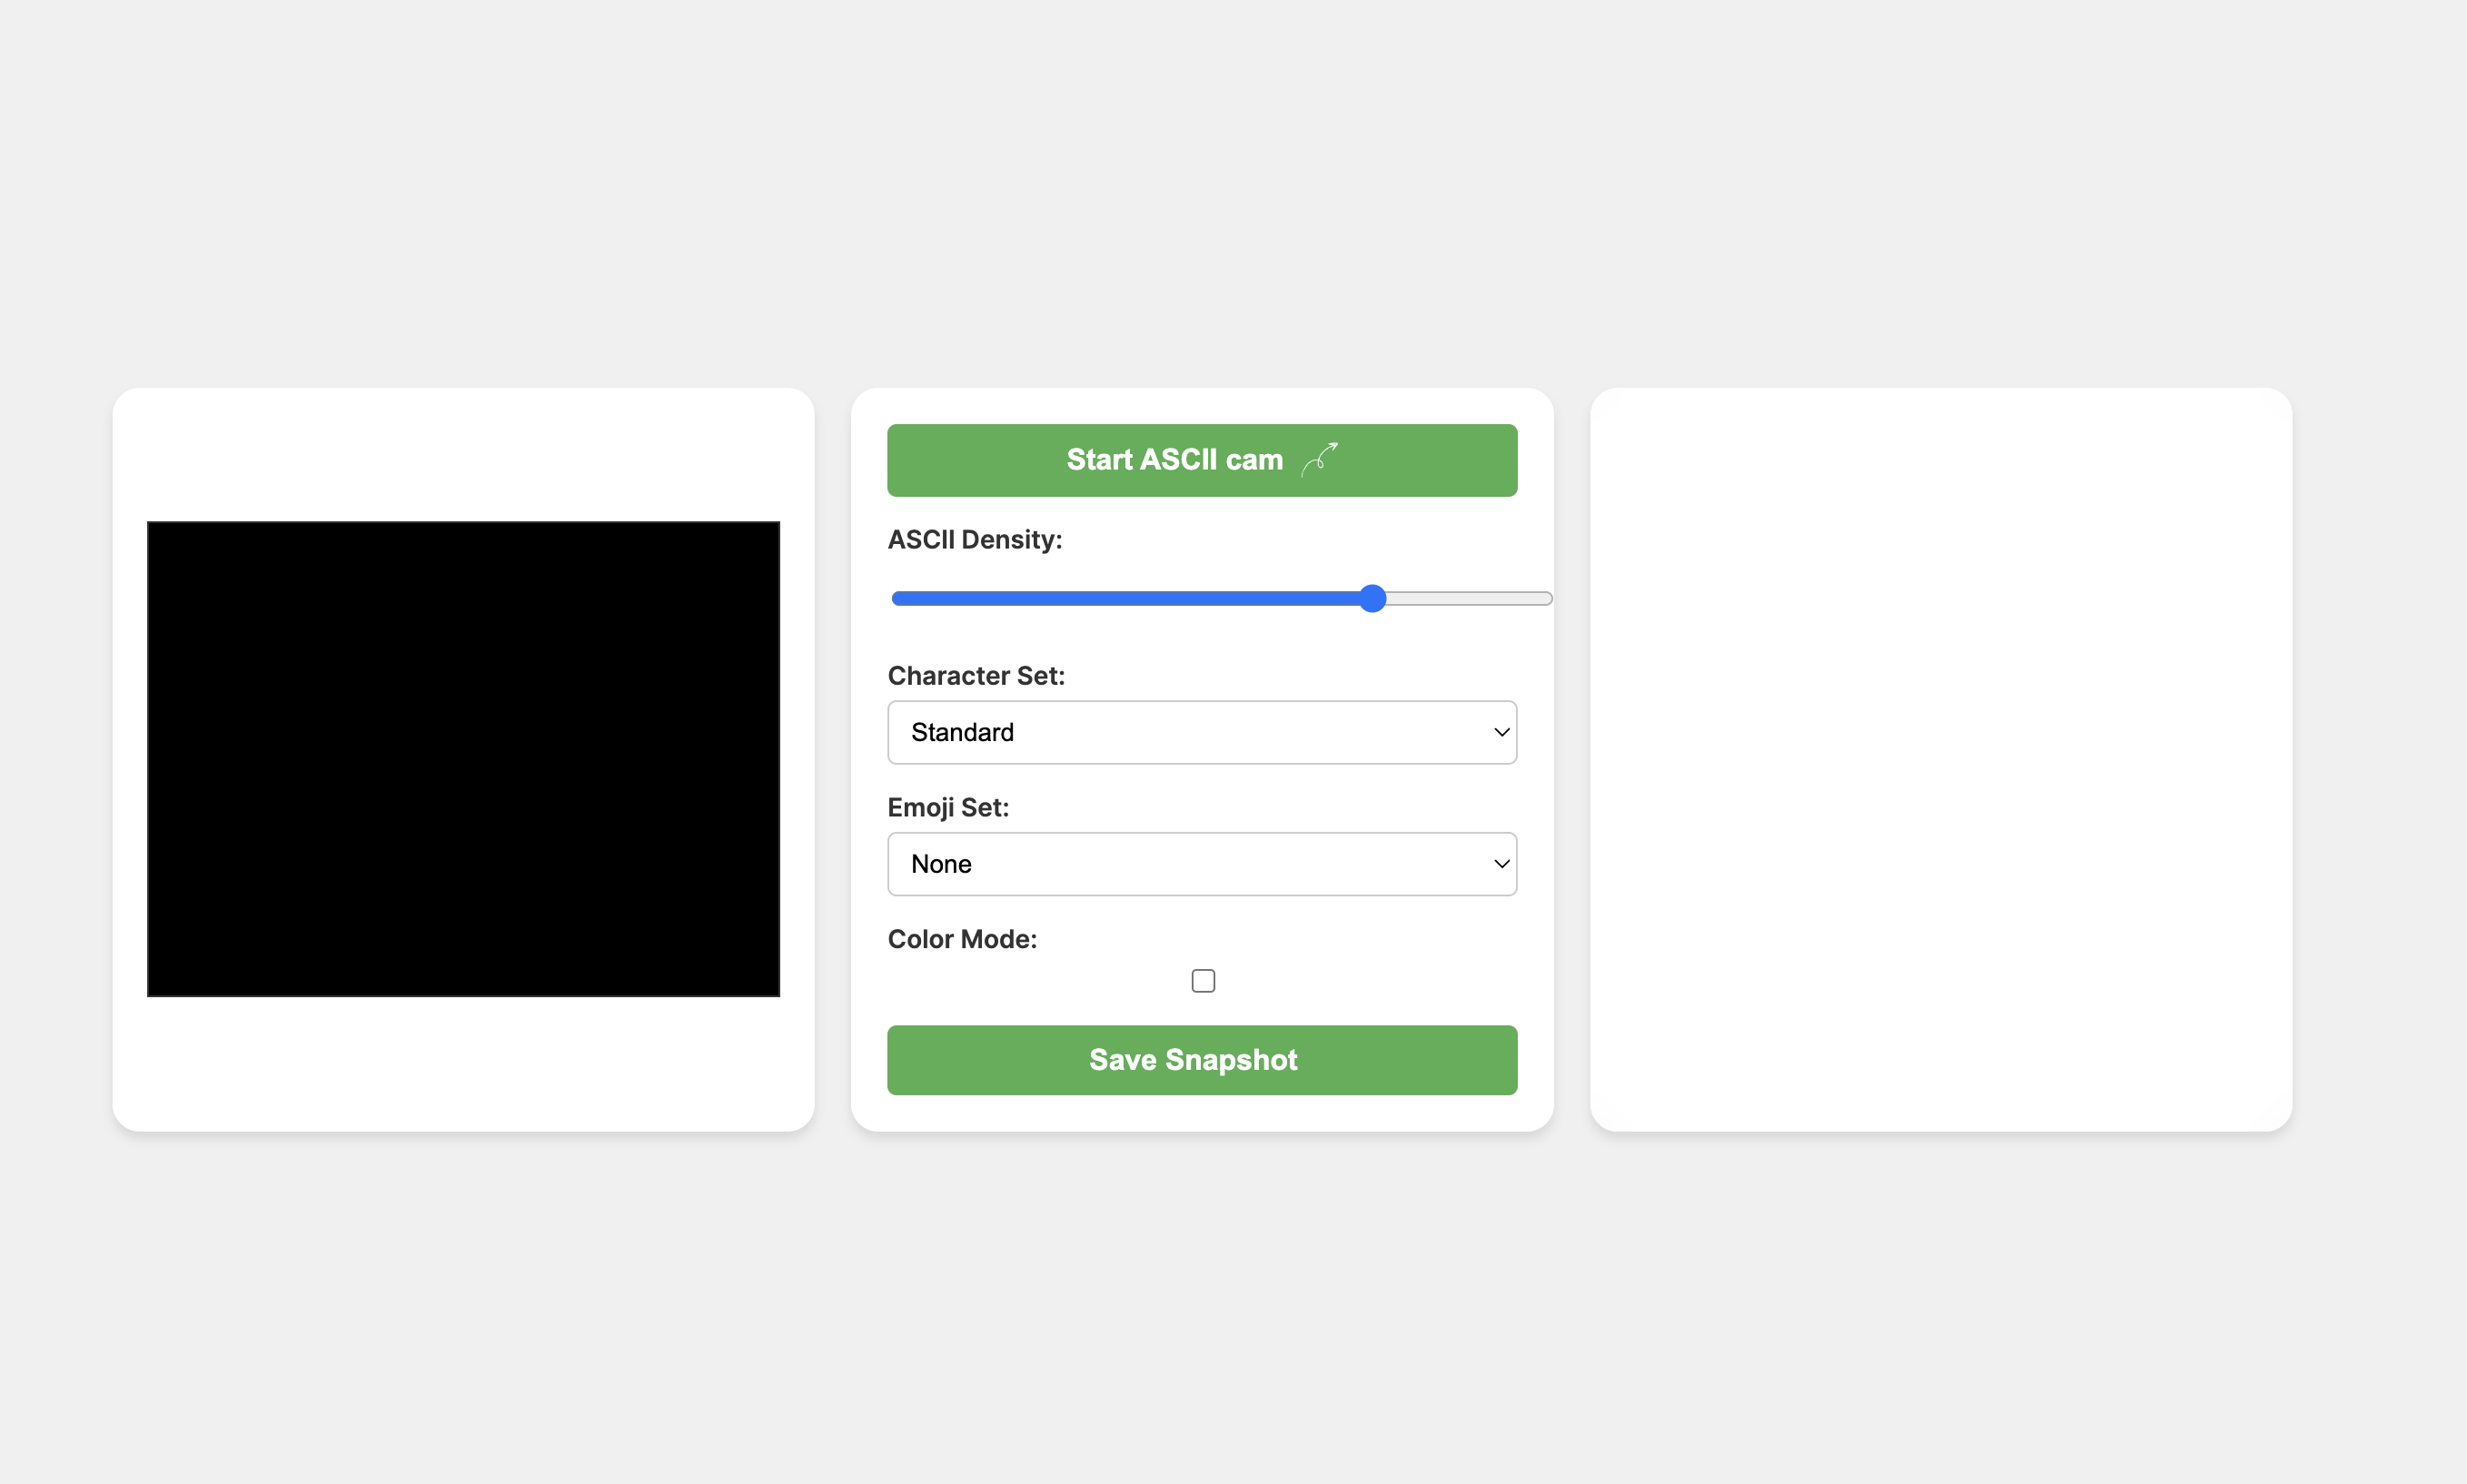 Start ASCII cam
ASCII Density:
Character Set:
Standard
Emoji Set:
None
Color Mode:
Save Snapshot